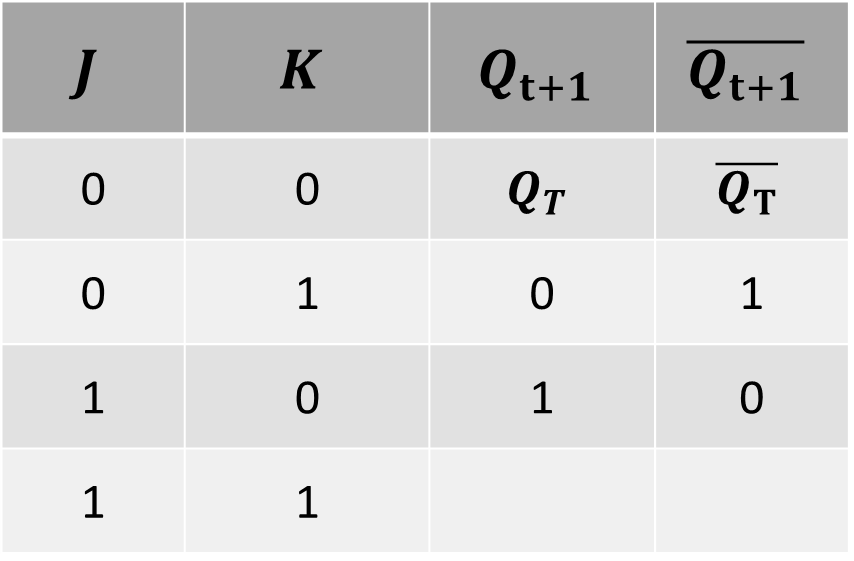 J K Q_{t+1} \overline{Q_{t+1}}
0 0 Q_T \overline{Q_T}
0 1 0 1
1 0 1 0
1 1